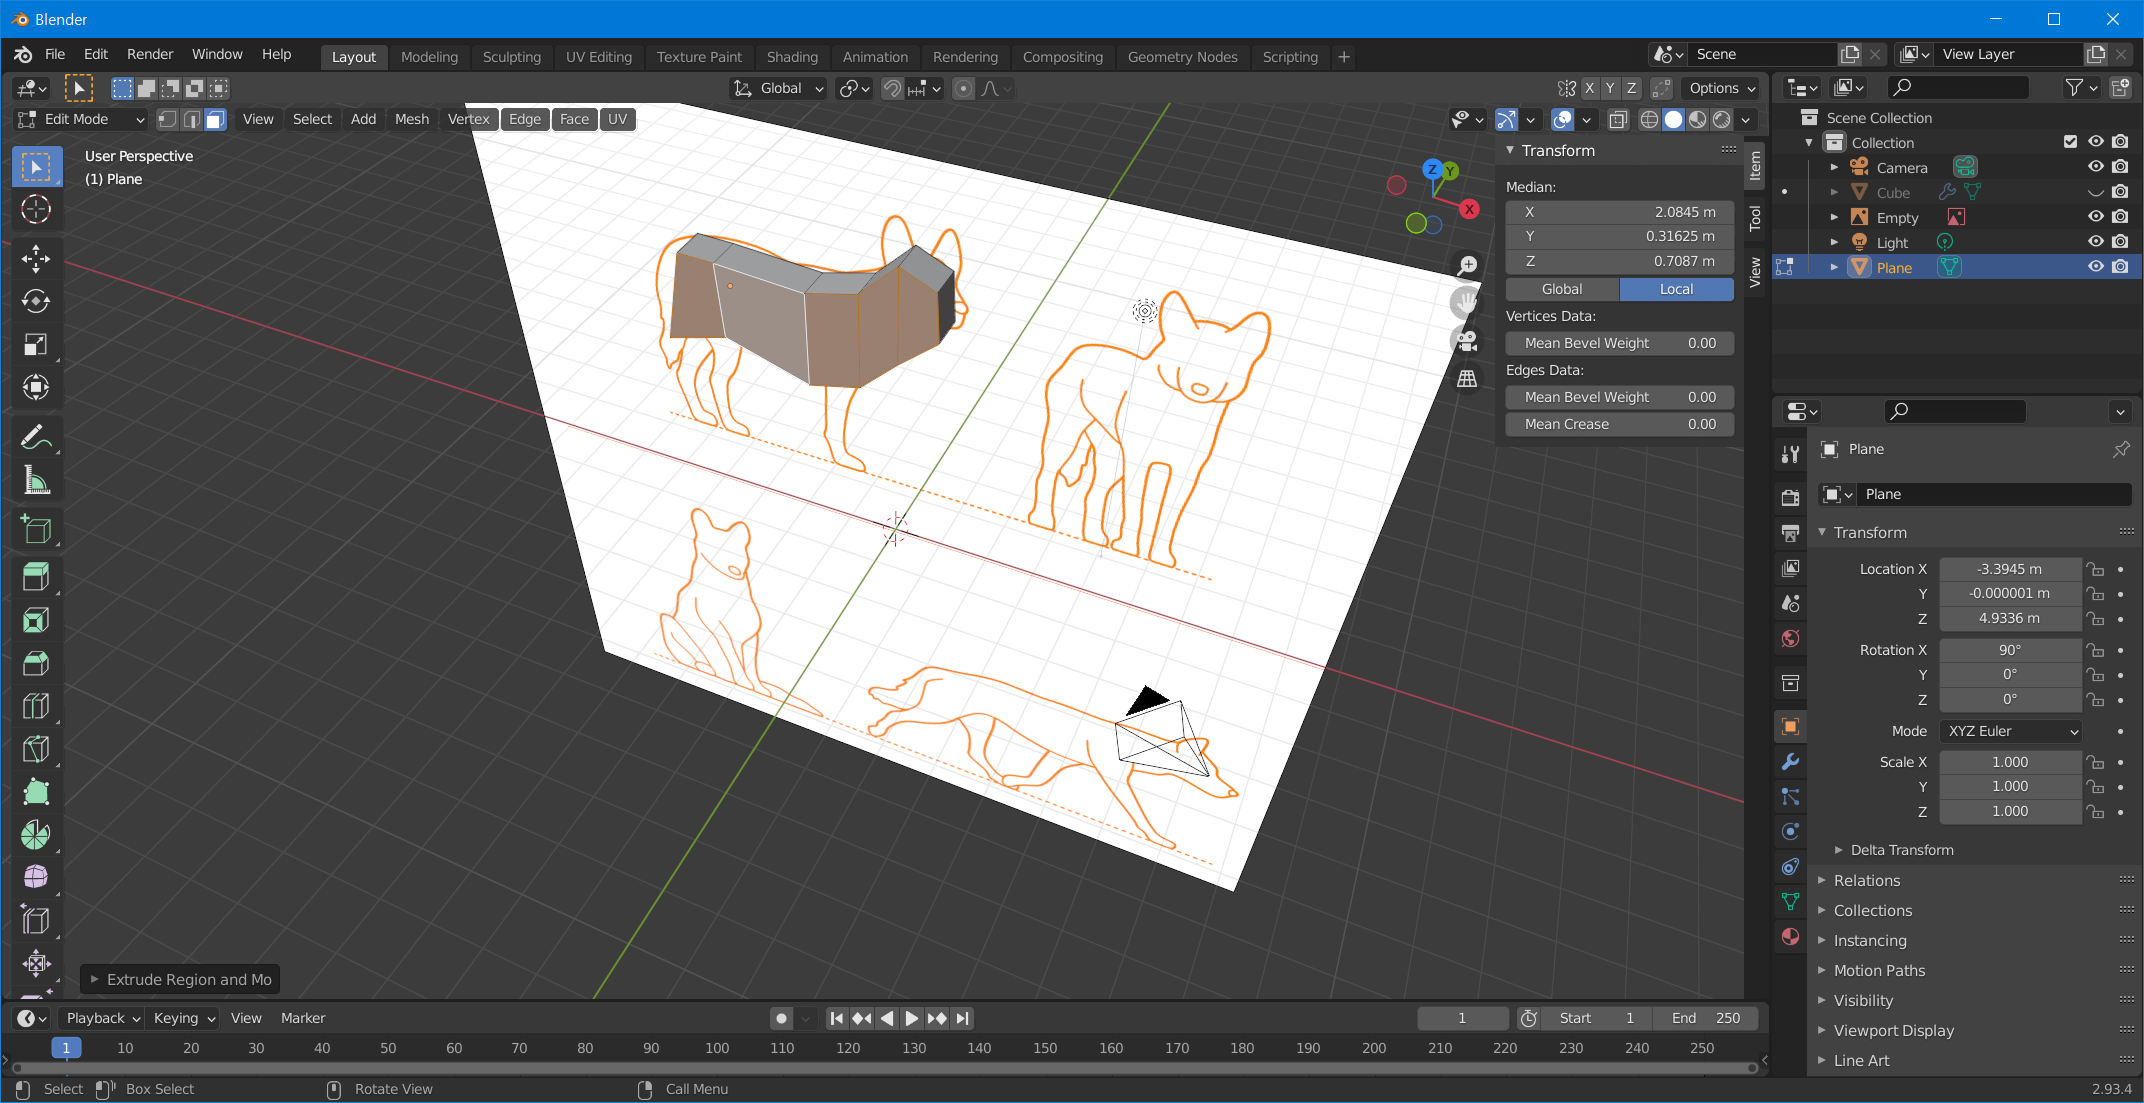 Blender
File Edit Render Window Help Layout Modeling Sculpting UV Editing Texture Paint Shading Animation Rendering Compositing Geometry Nodes Scripting + Scene View Layer
Global X Y Z Options
Edit Mode View Select Add Mesh Vertex Edge Face UV
User Perspective
(1) Plane
Z Y X
Transform
Median:
X 2.0845 m
Y 0.31625 m
Z 0.7087 m
Global Local
Vertices Data:
Mean Bevel Weight 0.00
Edges Data:
Mean Bevel Weight 0.00
Mean Crease 0.00
Item
Tool
View
Scene Collection
Collection
Camera
Cube
Empty
Light
Plane
Plane
Plane
Transform
Location X -3.3945 m
Y -0.000001 m
Z 4.9336 m
Rotation X 90°
Y 0°
Z 0°
Mode XYZ Euler
Scale X 1.000
Y 1.000
Z 1.000
Delta Transform
Relations
Collections
Instancing
Motion Paths
Visibility
Viewport Display
Line Art
Extrude Region and Mo
Playback Keying View Marker 1 Start 1 End 250
1 10 20 30 40 50 60 70 80 90 100 110 120 130 140 150 160 170 180 190 200 210 220 230 240 250
Select Box Select Rotate View Call Menu 2.93.4